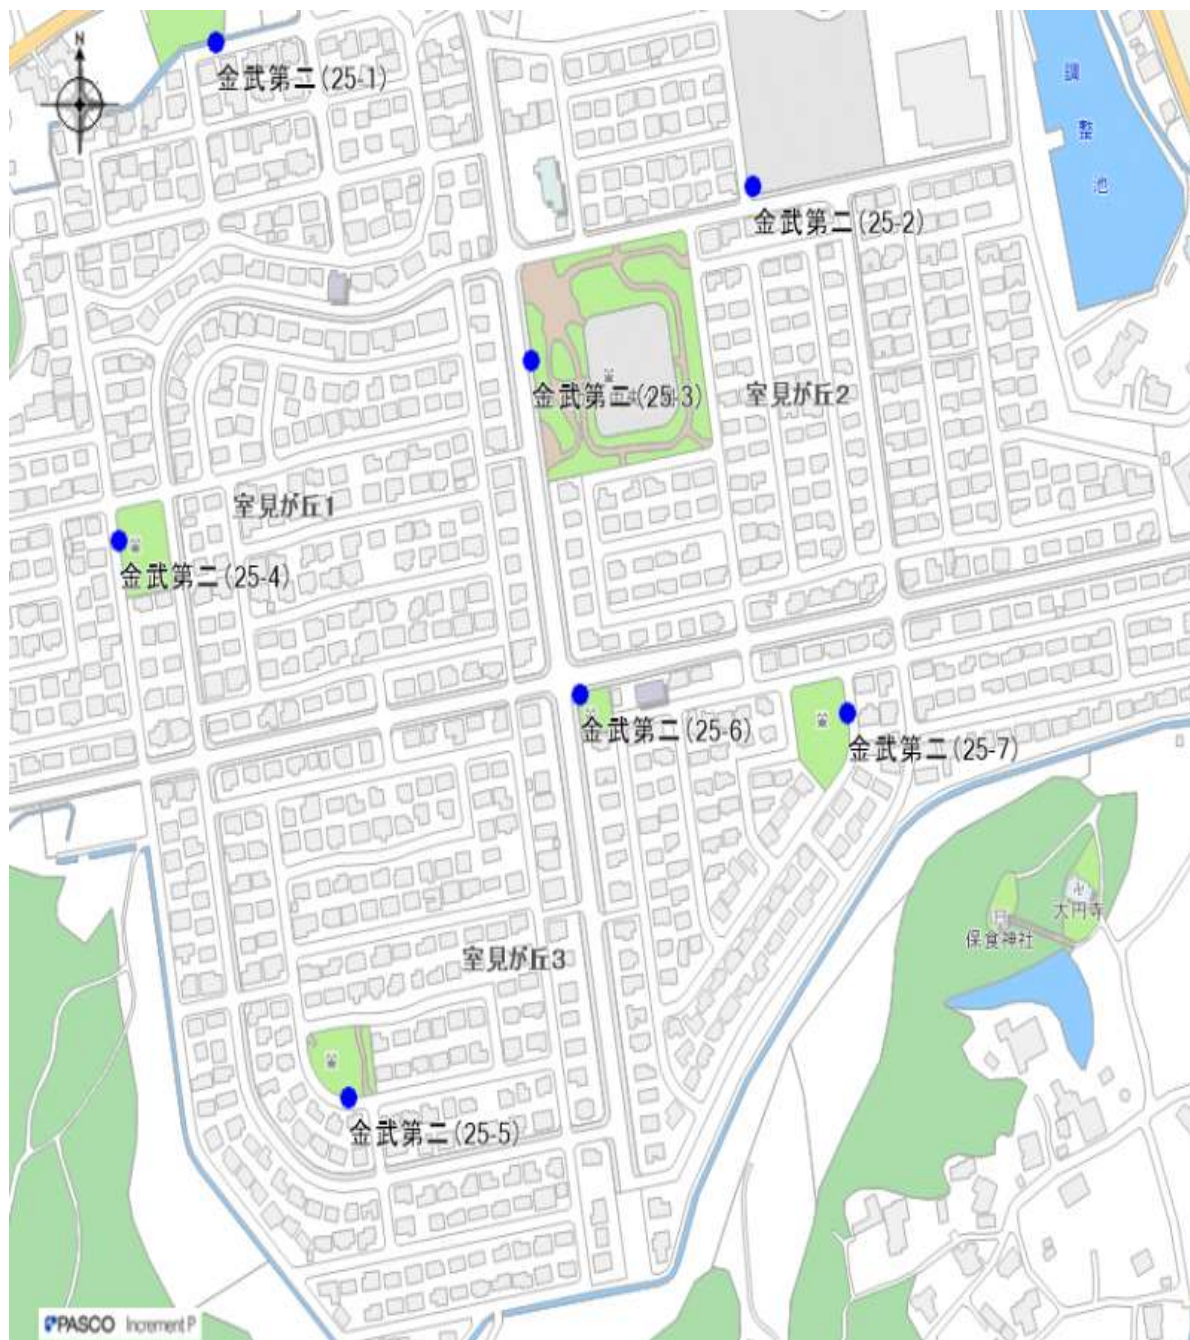 N
金武第二(25-1)
調
整
池
金武第二(25-2)
金武第二(25-3)
室見が丘2
室見が丘1
金武第二(25-4)
金武第二(25-6)
金武第二(25-7)
大円寺
保食神社
室見が丘3
金武第二(25-5)
PASCO Increment P